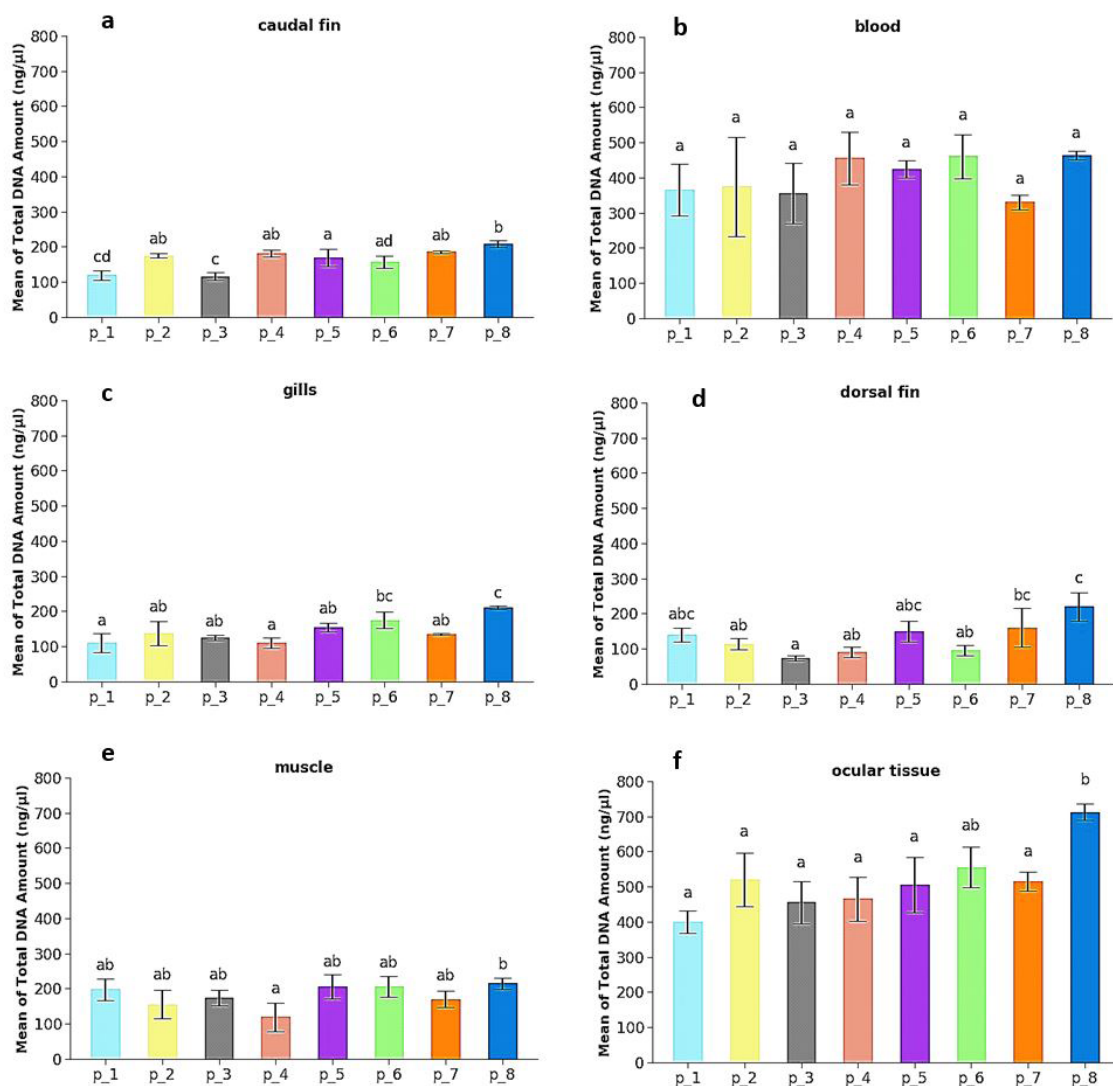 a
caudal fin
Mean of Total DNA Amount (ng/µl)
800
700
600
500
400
300
200
100
0
cd ab c ab a ad ab b
p_1 p_2 p_3 p_4 p_5 p_6 p_7 p_8
b
blood
Mean of Total DNA Amount (ng/µl)
800
700
600
500
400
300
200
100
0
a a a a a a a a
p_1 p_2 p_3 p_4 p_5 p_6 p_7 p_8
c
gills
Mean of Total DNA Amount (ng/µl)
800
700
600
500
400
300
200
100
0
a ab ab a ab bc ab c
p_1 p_2 p_3 p_4 p_5 p_6 p_7 p_8
d
dorsal fin
Mean of Total DNA Amount (ng/µl)
800
700
600
500
400
300
200
100
0
abc ab a ab abc ab bc c
p_1 p_2 p_3 p_4 p_5 p_6 p_7 p_8
e
muscle
Mean of Total DNA Amount (ng/µl)
800
700
600
500
400
300
200
100
0
ab ab ab a ab ab ab b
p_1 p_2 p_3 p_4 p_5 p_6 p_7 p_8
f
ocular tissue
Mean of Total DNA Amount (ng/µl)
800
700
600
500
400
300
200
100
0
a a a a a ab a b
p_1 p_2 p_3 p_4 p_5 p_6 p_7 p_8